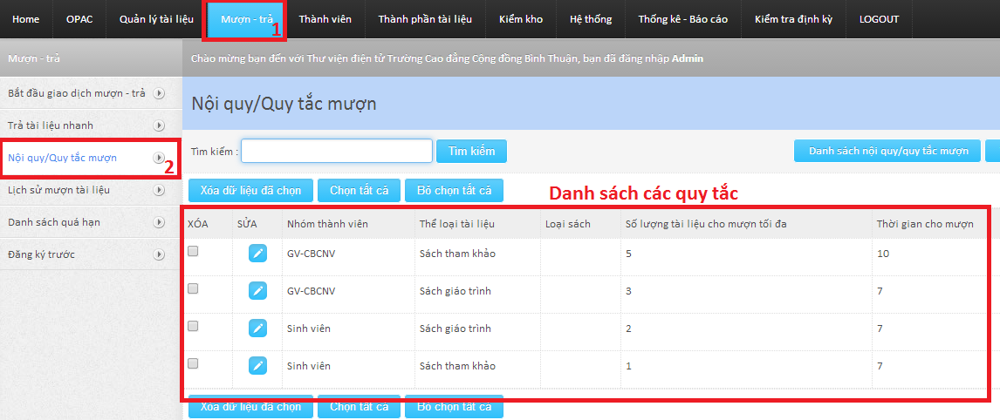 Home OPAC Quản lý tài liệu Mượn - trả Thành viên Thành phần tài liệu Kiểm kho Hệ thống Thống kê - Báo cáo Kiểm tra định kỳ LOGOUT
1
Mượn - trả
Chào mừng bạn đến với Thư viện điện tử Trường Cao đẳng Cộng đồng Bình Thuận, bạn đã đăng nhập Admin
Bắt đầu giao dịch mượn - trả
Trả tài liệu nhanh
Nội quy/Quy tắc mượn
2
Lịch sử mượn tài liệu
Danh sách quá hạn
Đăng ký trước
Nội quy/Quy tắc mượn
Tìm kiếm : Tìm kiếm Danh sách nội quy/quy tắc mượn
Xóa dữ liệu đã chọn Chọn tất cả Bỏ chọn tất cả
Danh sách các quy tắc
XÓA SỬA Nhóm thành viên Thể loại tài liệu Loại sách Số lượng tài liệu cho mượn tối đa Thời gian cho mượn
GV-CBCNV Sách tham khảo 5 10
GV-CBCNV Sách giáo trình 3 7
Sinh viên Sách giáo trình 2 7
Sinh viên Sách tham khảo 1 7
Xóa dữ liệu đã chọn Chọn tất cả Bỏ chọn tất cả